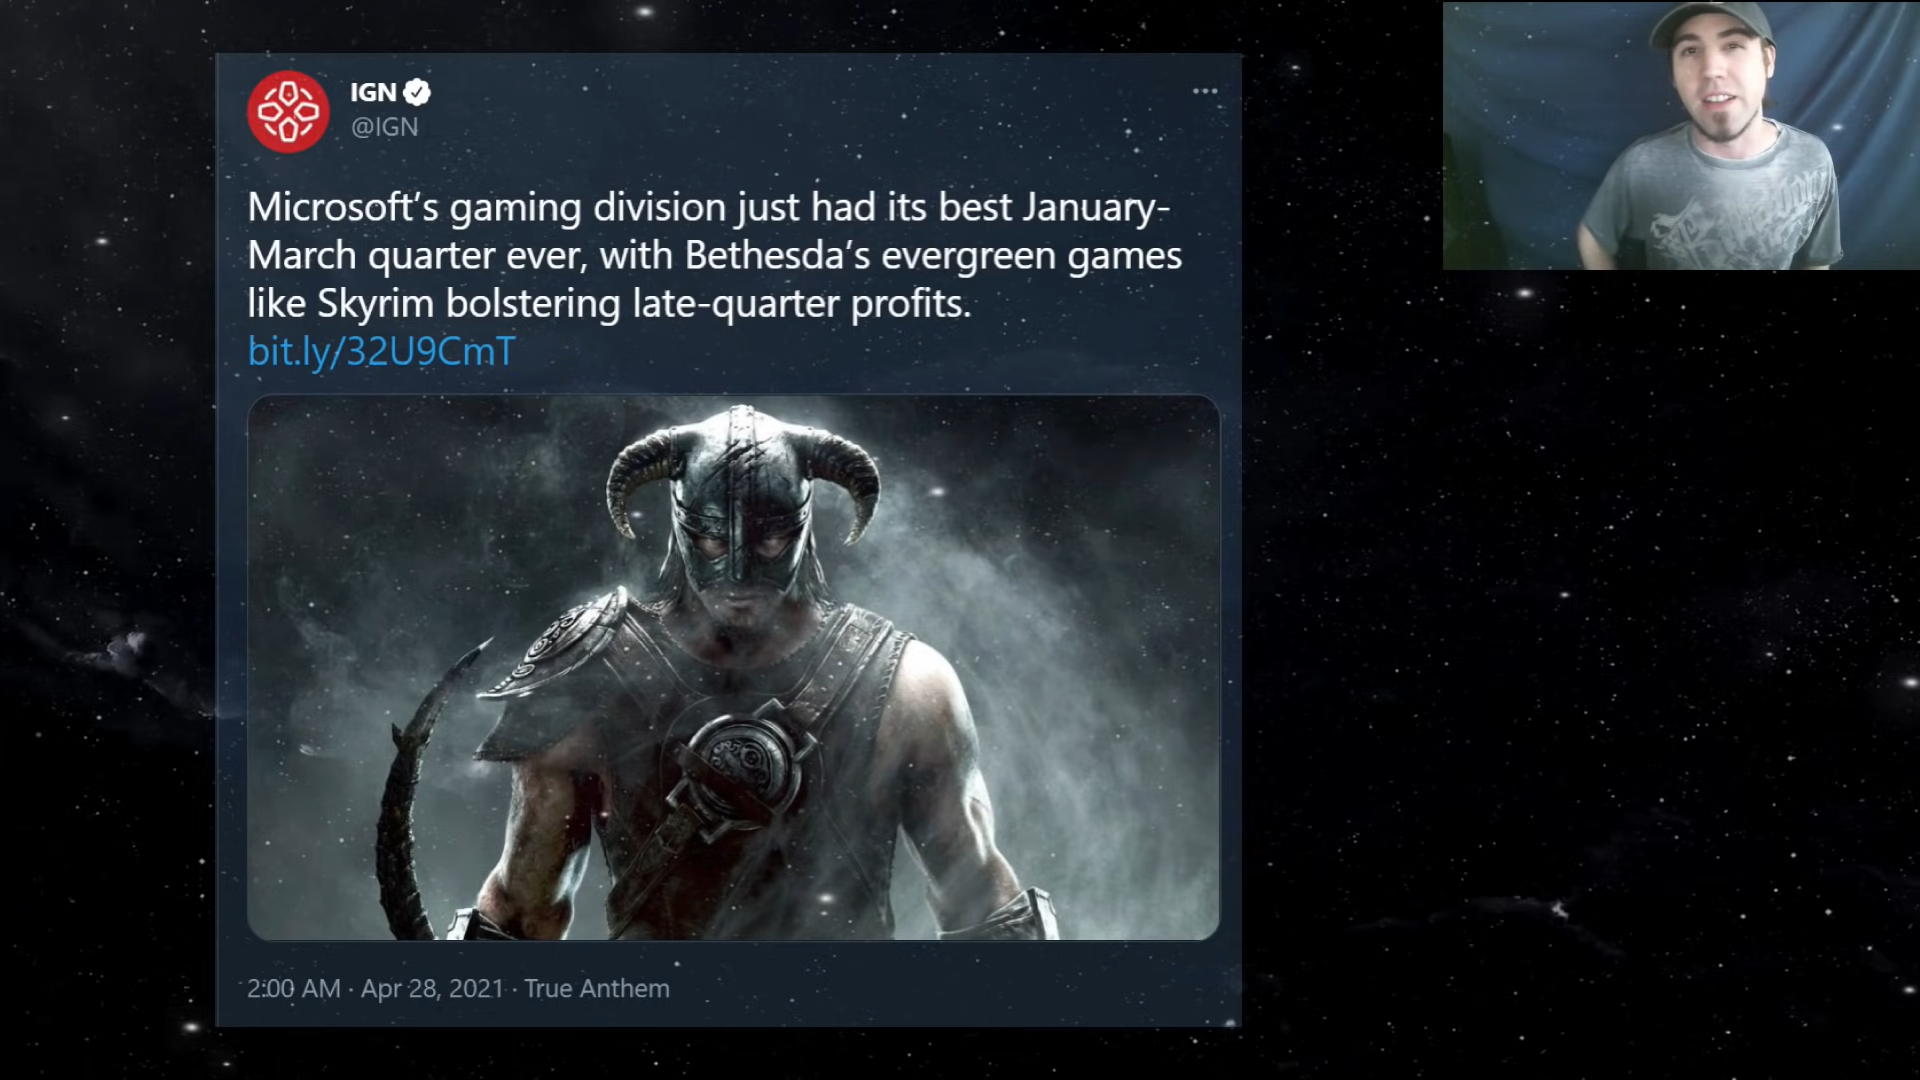 IGN
@IGN
Microsoft’s gaming division just had its best January-
March quarter ever, with Bethesda’s evergreen games
like Skyrim bolstering late-quarter profits.
bit.ly/32U9CmT
2:00 AM · Apr 28, 2021 · True Anthem